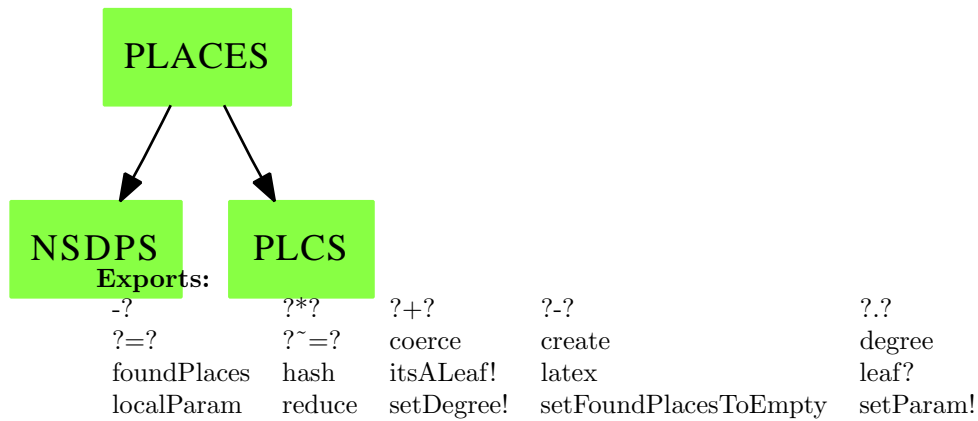 PLACES
NSDPS PLCS
Exports:
-? ?*? ?+? ?-? ?.?
?=? ?~=? coerce create degree
foundPlaces hash itsALeaf! latex leaf?
localParam reduce setDegree! setFoundPlacesToEmpty setParam!